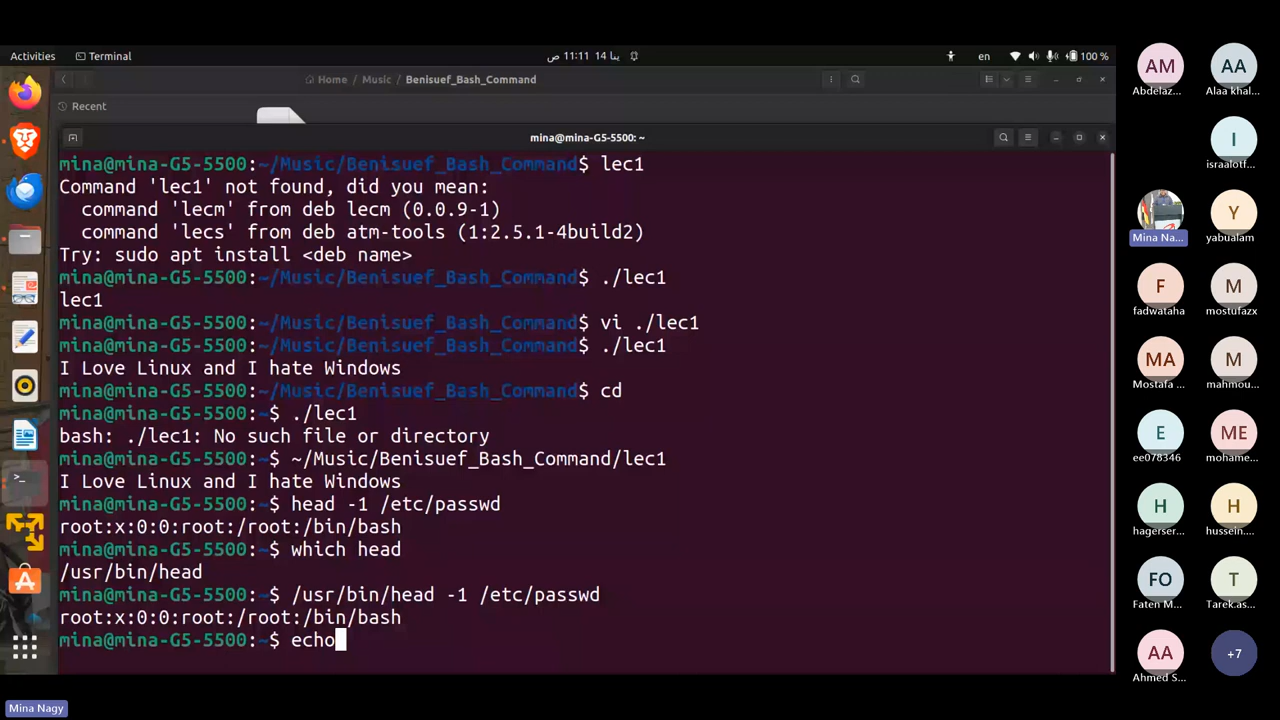 Activities
Terminal
ص 11:11 14 ينا
en
100 %
Home / Music / Benisuef_Bash_Command
Recent
mina@mina-G5-5500: ~
mina@mina-G5-5500:~/Music/Benisuef_Bash_Command$ lec1
Command 'lec1' not found, did you mean:
command 'lecm' from deb lecm (0.0.9-1)
command 'lecs' from deb atm-tools (1:2.5.1-4build2)
Try: sudo apt install <deb name>
mina@mina-G5-5500:~/Music/Benisuef_Bash_Command$ ./lec1
lec1
mina@mina-G5-5500:~/Music/Benisuef_Bash_Command$ vi ./lec1
mina@mina-G5-5500:~/Music/Benisuef_Bash_Command$ ./lec1
I Love Linux and I hate Windows
mina@mina-G5-5500:~/Music/Benisuef_Bash_Command$ cd
mina@mina-G5-5500:~$ ./lec1
bash: ./lec1: No such file or directory
mina@mina-G5-5500:~$ ~/Music/Benisuef_Bash_Command/lec1
I Love Linux and I hate Windows
mina@mina-G5-5500:~$ head -1 /etc/passwd
root:x:0:0:root:/root:/bin/bash
mina@mina-G5-5500:~$ which head
/usr/bin/head
mina@mina-G5-5500:~$ /usr/bin/head -1 /etc/passwd
root:x:0:0:root:/root:/bin/bash
mina@mina-G5-5500:~$ echo
AM
Abdelaz...
AA
Alaa khal...
I
israalotf...
Mina Na...
Y
yabualam
F
fadwataha
M
mostufazx
MA
Mostafa ...
M
mahmou...
E
ee078346
ME
mohame...
H
hagerser...
H
hussein....
FO
Faten M...
T
Tarek.as...
AA
Ahmed S...
+7
Mina Nagy